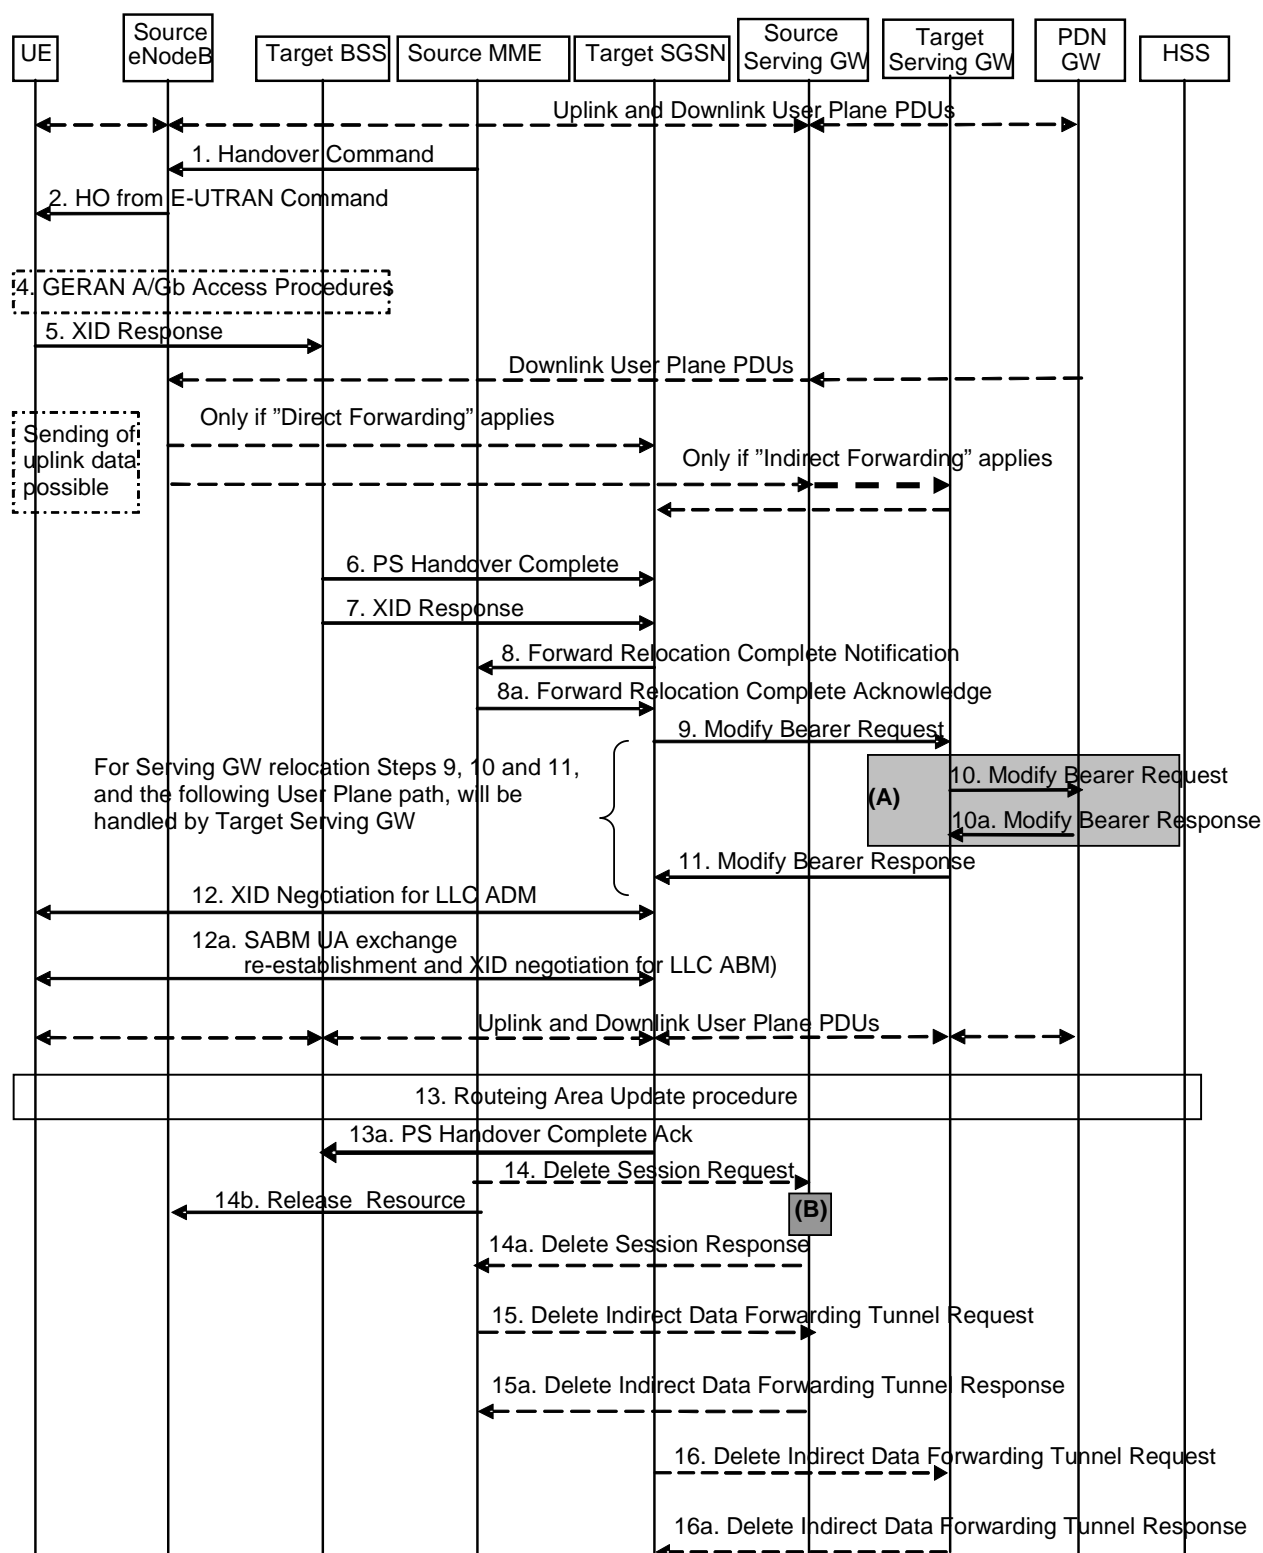 UE
Source
eNodeB
Target BSS
Source MME
Target SGSN
Source
Serving GW
Target
Serving GW
PDN
GW
HSS
Uplink and Downlink User Plane PDUs
1. Handover Command
2. HO from E-UTRAN Command
4. GERAN A/Gb Access Procedures
5. XID Response
Downlink User Plane PDUs
Only if ”Direct Forwarding” applies
Sending of
uplink data
possible
Only if ”Indirect Forwarding” applies
6. PS Handover Complete
7. XID Response
8. Forward Relocation Complete Notification
8a. Forward Relocation Complete Acknowledge
9. Modify Bearer Request
For Serving GW relocation Steps 9, 10 and 11,
and the following User Plane path, will be
handled by Target Serving GW
(A)
10. Modify Bearer Request
10a. Modify Bearer Response
11. Modify Bearer Response
12. XID Negotiation for LLC ADM
12a. SABM UA exchange
re-establishment and XID negotiation for LLC ABM)
Uplink and Downlink User Plane PDUs
13. Routeing Area Update procedure
13a. PS Handover Complete Ack
14. Delete Session Request
14b. Release Resource
(B)
14a. Delete Session Response
15. Delete Indirect Data Forwarding Tunnel Request
15a. Delete Indirect Data Forwarding Tunnel Response
16. Delete Indirect Data Forwarding Tunnel Request
16a. Delete Indirect Data Forwarding Tunnel Response